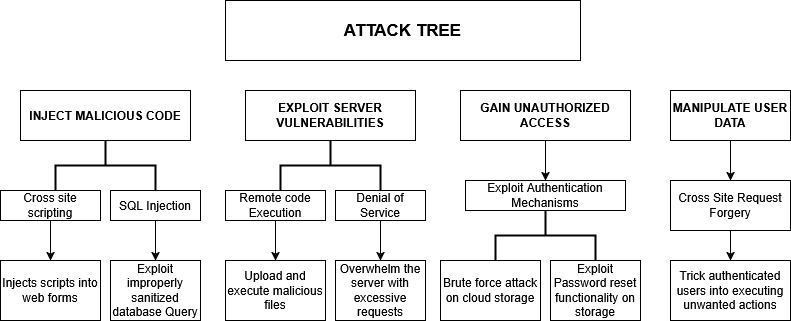 ATTACK TREE
INJECT MALICIOUS CODE
EXPLOIT SERVER
VULNERABILITIES
GAIN UNAUTHORIZED
ACCESS
MANIPULATE USER
DATA
Cross site
scripting
SQL Injection
Remote code
Execution
Denial of
Service
Exploit Authentication
Mechanisms
Cross Site Request
Forgery
Injects scripts into
web forms
Exploit
improperly
sanitized
database Query
Upload and
execute malicious
files
Overwhelm the
server with
excessive
requests
Brute force attack
on cloud storage
Exploit
Password reset
functionality on
storage
Trick authenticated
users into executing
unwanted actions